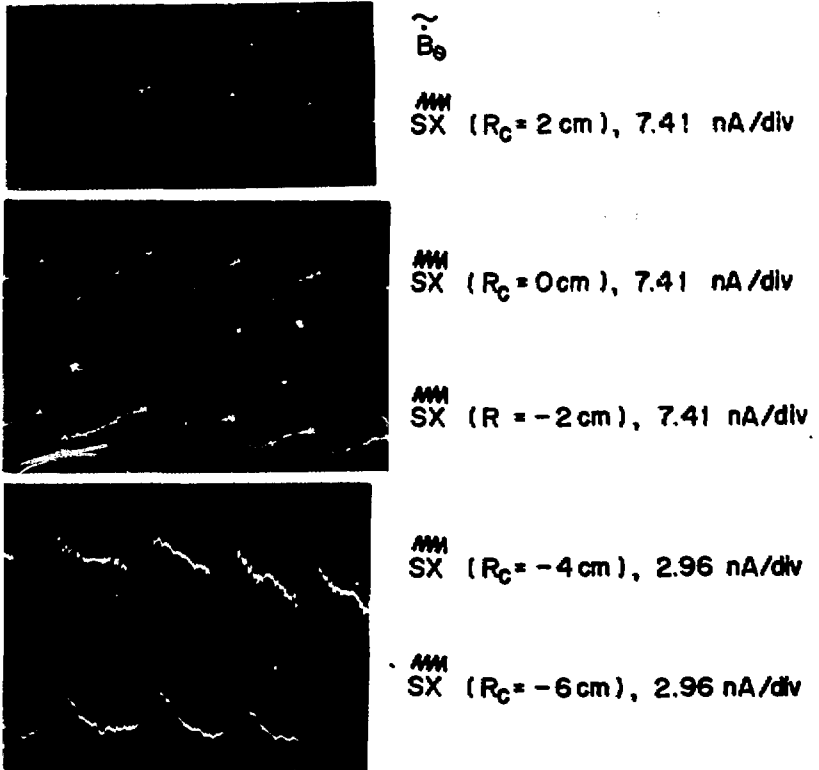 B̃̇θ
SX (Rc = 2 cm), 7.41 nA/div
SX (Rc = 0 cm), 7.41 nA/div
SX (R = -2 cm), 7.41 nA/div
SX (Rc = -4 cm), 2.96 nA/div
SX (Rc = -6 cm), 2.96 nA/div